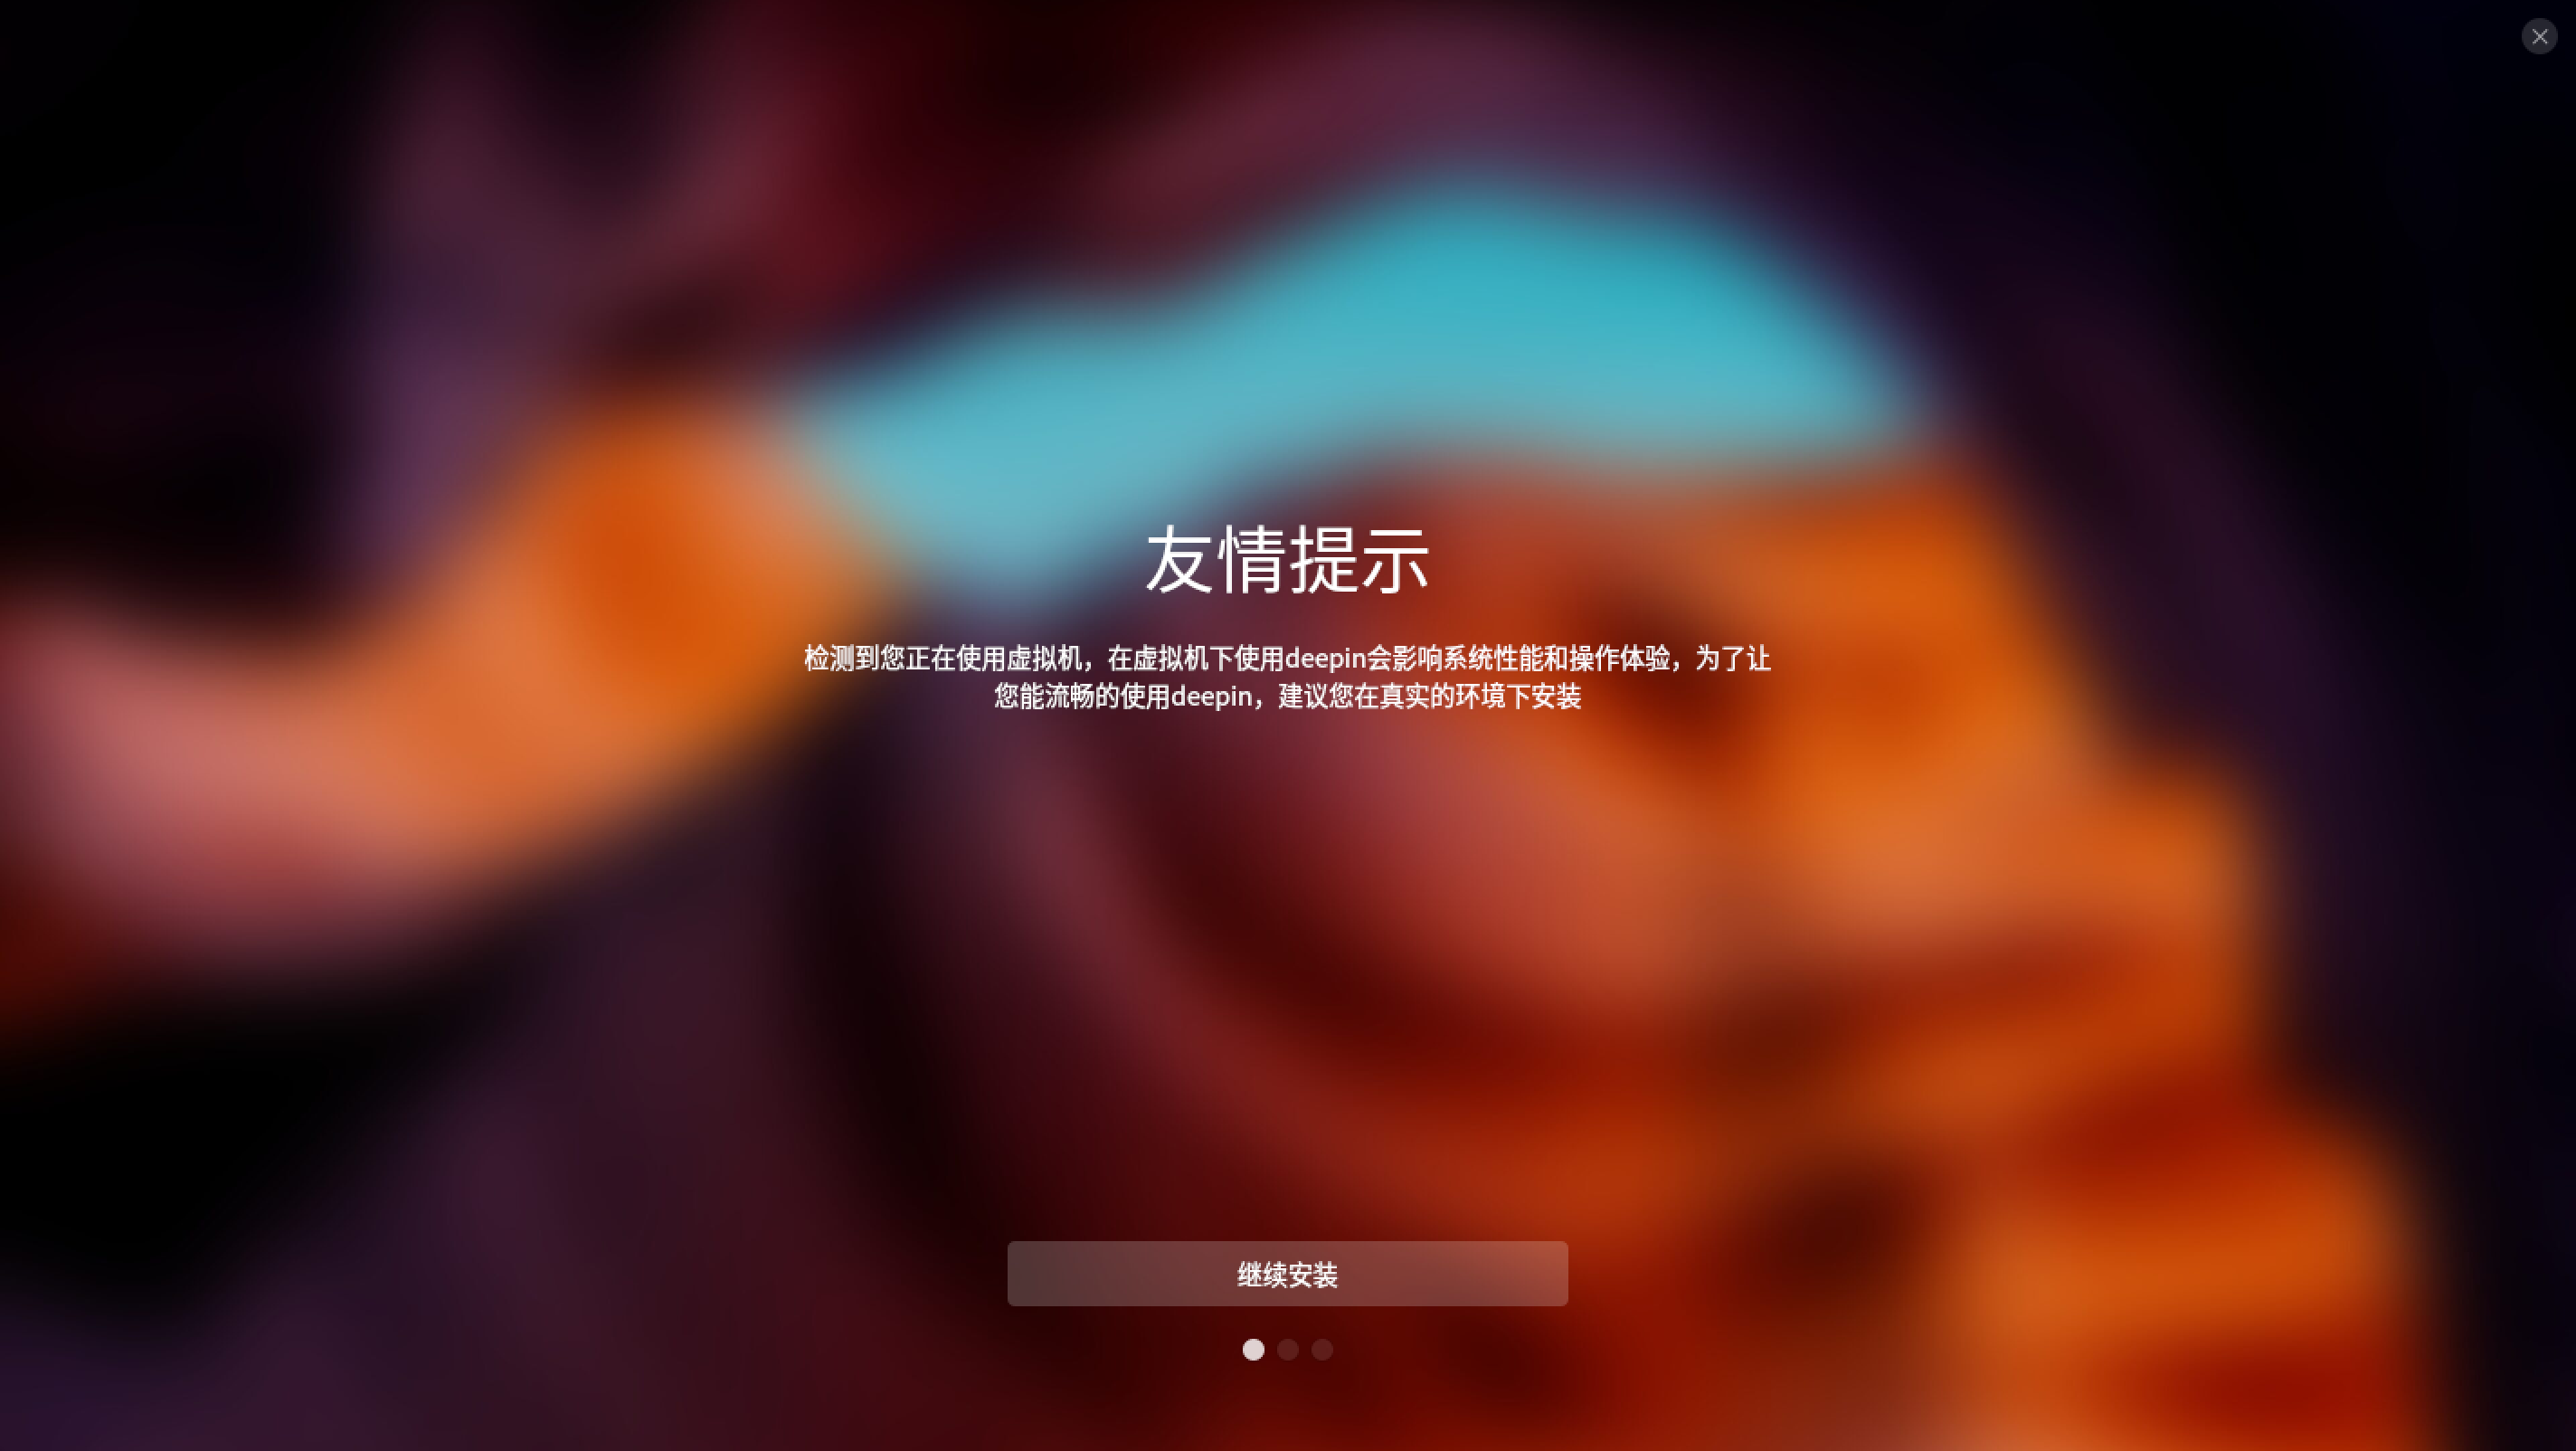 友情提示
检测到您正在使用虚拟机，在虚拟机下使用deepin会影响系统性能和操作体验，为了让
您能流畅的使用deepin，建议您在真实的环境下安装
继续安装